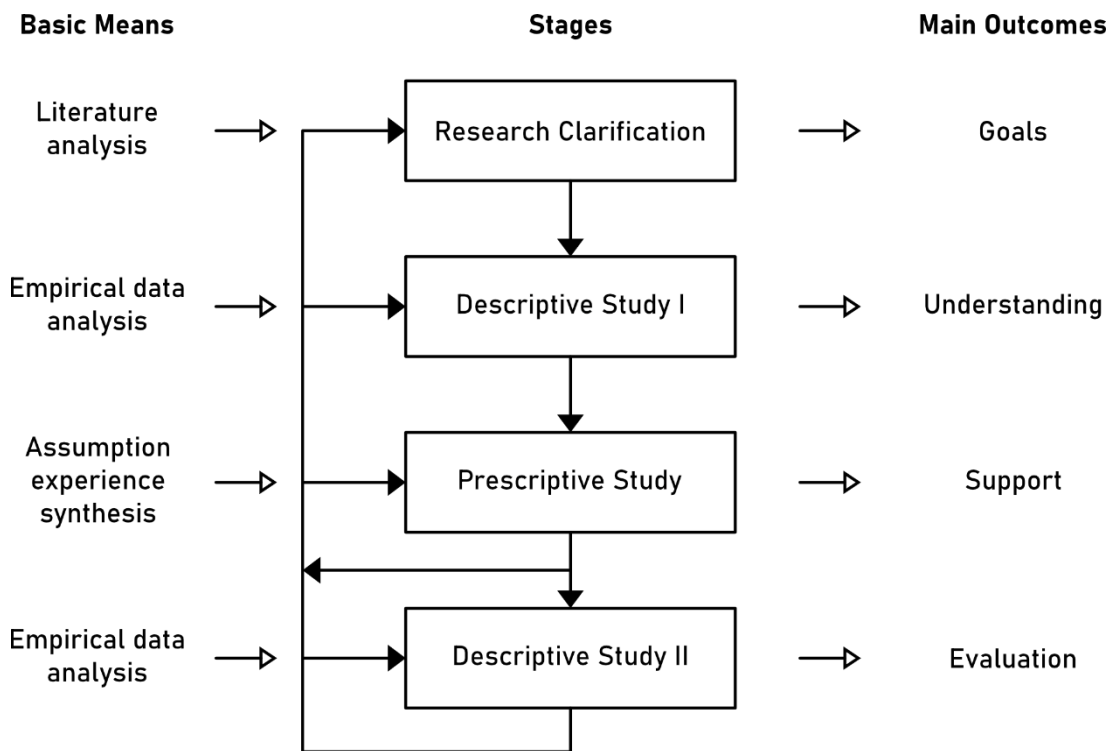 Basic Means
Stages
Main Outcomes
Literature
analysis
Research Clarification
Goals
Empirical data
analysis
Descriptive Study I
Understanding
Assumption
experience
synthesis
Prescriptive Study
Support
Empirical data
analysis
Descriptive Study II
Evaluation